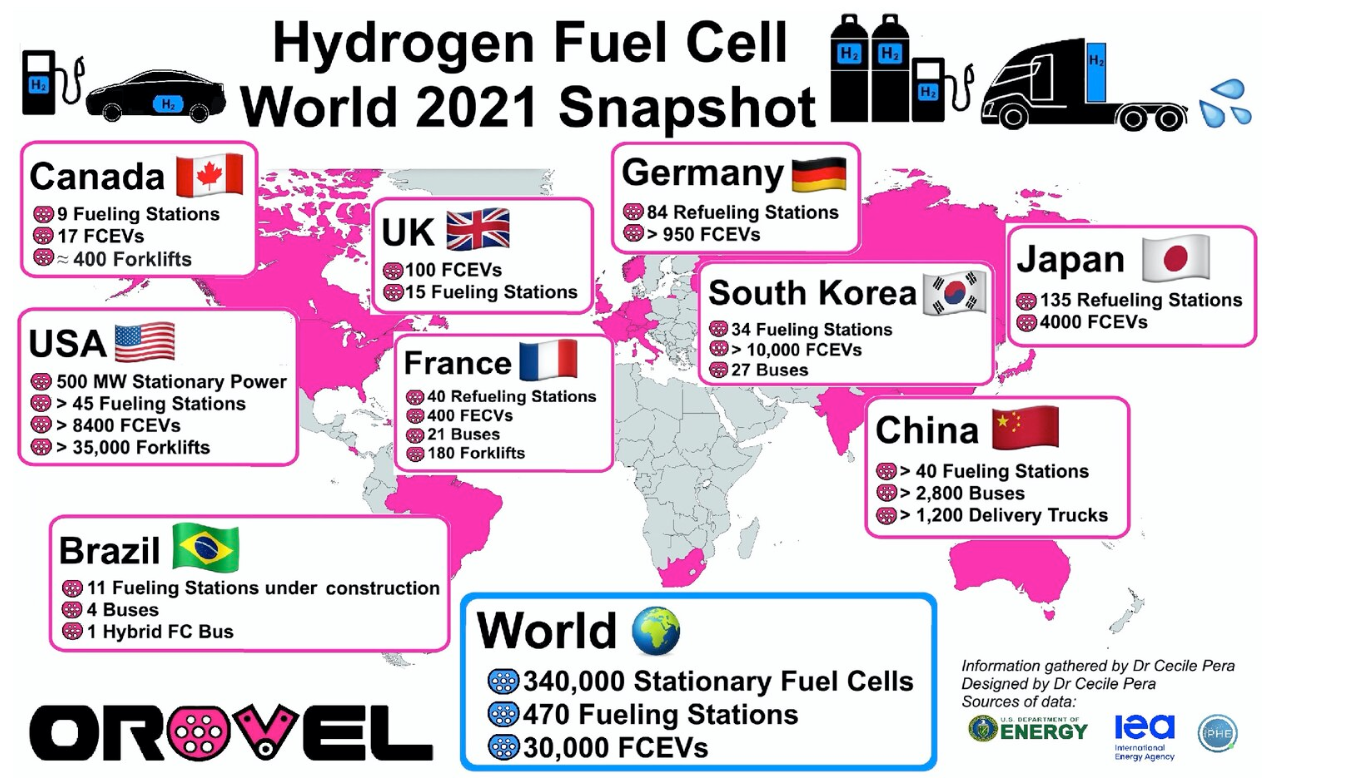 Hydrogen Fuel Cell
World 2021 Snapshot
H₂
H₂
H₂
H₂
H₂
H₂
Canada
9 Fueling Stations
17 FCEVs
≈ 400 Forklifts
UK
100 FCEVs
15 Fueling Stations
Germany
84 Refueling Stations
> 950 FCEVs
Japan
135 Refueling Stations
4000 FCEVs
South Korea
34 Fueling Stations
> 10,000 FCEVs
27 Buses
USA
500 MW Stationary Power
> 45 Fueling Stations
> 8400 FCEVs
> 35,000 Forklifts
France
40 Refueling Stations
400 FECVs
21 Buses
180 Forklifts
China
> 40 Fueling Stations
> 2,800 Buses
> 1,200 Delivery Trucks
Brazil
11 Fueling Stations under construction
4 Buses
1 Hybrid FC Bus
World
340,000 Stationary Fuel Cells
470 Fueling Stations
30,000 FCEVs
OROVEL
Information gathered by Dr Cecile Pera
Designed by Dr Cecile Pera
Sources of data:
U.S. DEPARTMENT OF
ENERGY
iea
International
Energy Agency
IPHE